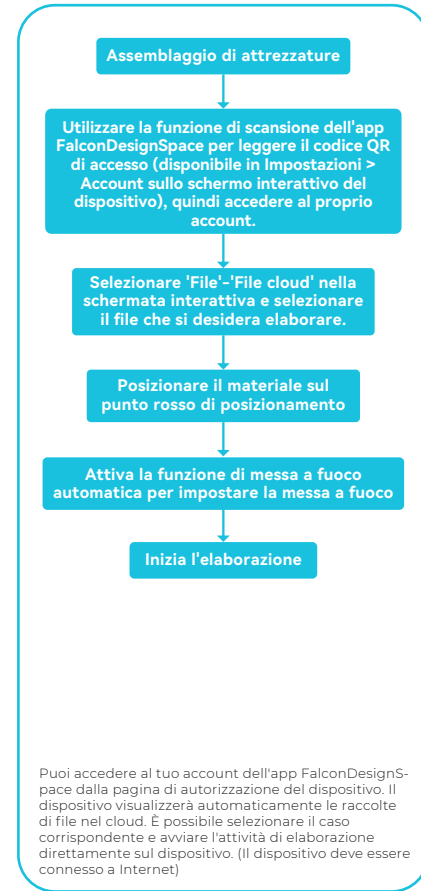 Assemblaggio di attrezzature
Utilizzare la funzione di scansione dell'app
FalconDesignSpace per leggere il codice QR
di accesso (disponibile in Impostazioni >
Account sullo schermo interattivo del
dispositivo), quindi accedere al proprio
account.
Selezionare 'File'-'File cloud' nella
schermata interattiva e selezionare
il file che si desidera elaborare.
Posizionare il materiale sul
punto rosso di posizionamento
Attiva la funzione di messa a fuoco
automatica per impostare la messa a fuoco
Inizia l'elaborazione
Puoi accedere al tuo account dell'app FalconDesignS-
pace dalla pagina di autorizzazione del dispositivo. Il
dispositivo visualizzerà automaticamente le raccolte
di file nel cloud. È possibile selezionare il caso
corrispondente e avviare l'attività di elaborazione
direttamente sul dispositivo. (Il dispositivo deve essere
connesso a Internet)